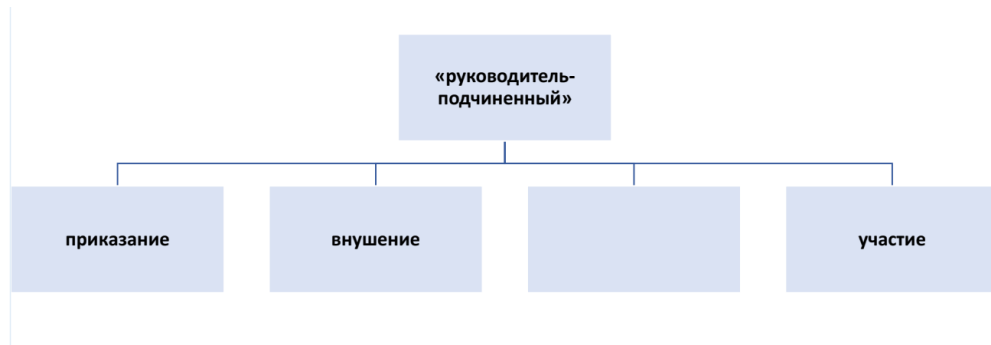 «руководитель-
подчиненный»
приказание
внушение
участие